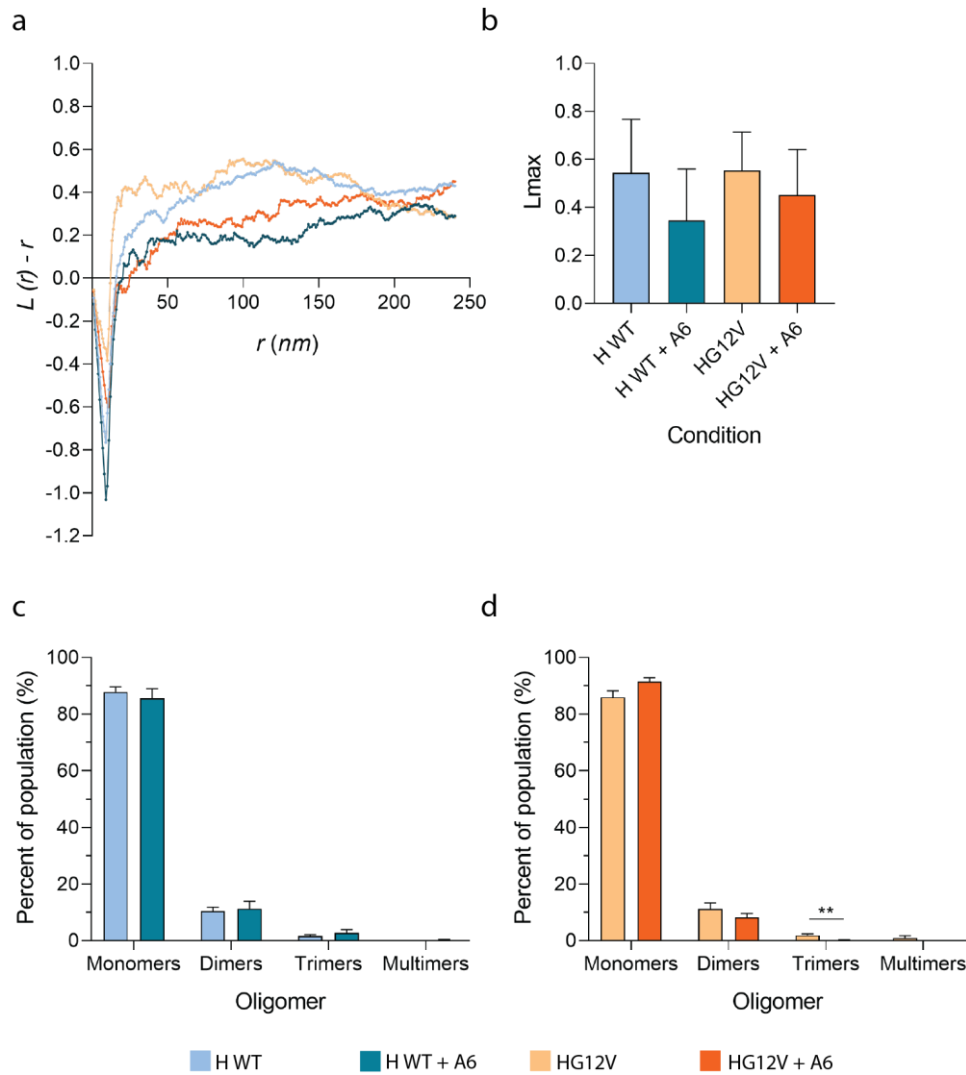 a
1.0
0.8
0.6
0.4
0.2
0.0
-0.2
-0.4
-0.6
-0.8
-1.0
-1.2
L (r) - r
50
100
150
200
250
r (nm)
b
1.0
0.8
0.6
0.4
0.2
0.0
Lmax
H WT
H WT + A6
HG12V
HG12V + A6
Condition
c
100
80
60
40
20
0
Percent of population (%)
Monomers
Dimers
Trimers
Multimers
Oligomer
d
100
80
60
40
20
0
Percent of population (%)
**
Monomers
Dimers
Trimers
Multimers
Oligomer
H WT
H WT + A6
HG12V
HG12V + A6